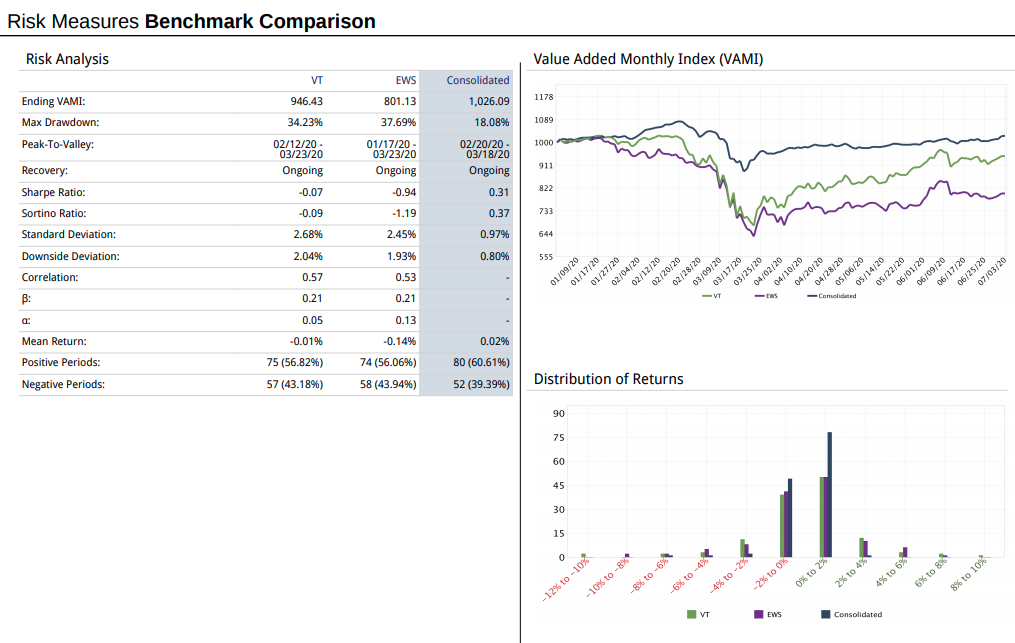 Risk Measures Benchmark Comparison
Risk Analysis
VT EWS Consolidated
Ending VAMI: 946.43 801.13 1,026.09
Max Drawdown: 34.23% 37.69% 18.08%
Peak-To-Valley: 02/12/20 - 01/17/20 - 02/20/20 -
03/23/20 03/23/20 03/18/20
Recovery: Ongoing Ongoing Ongoing
Sharpe Ratio: -0.07 -0.94 0.31
Sortino Ratio: -0.09 -1.19 0.37
Standard Deviation: 2.68% 2.45% 0.97%
Downside Deviation: 2.04% 1.93% 0.80%
Correlation: 0.57 0.53 -
β: 0.21 0.21 -
α: 0.05 0.13 -
Mean Return: -0.01% -0.14% 0.02%
Positive Periods: 75 (56.82%) 74 (56.06%) 80 (60.61%)
Negative Periods: 57 (43.18%) 58 (43.94%) 52 (39.39%)
Value Added Monthly Index (VAMI)
1178
1089
1000
911
822
733
644
555
01/09/20 01/17/20 01/27/20 02/04/20 02/12/20 02/20/20 02/28/20 03/09/20 03/17/20 03/25/20 04/02/20 04/10/20 04/20/20 04/28/20 05/06/20 05/14/20 05/22/20 06/01/20 06/09/20 06/17/20 06/25/20 07/03/20
VT EWS Consolidated
Distribution of Returns
90
75
60
45
30
15
0
−12% to −10% −10% to −8% −8% to −6% −6% to −4% −4% to −2% −2% to 0% 0% to 2% 2% to 4% 4% to 6% 6% to 8% 8% to 10%
VT EWS Consolidated